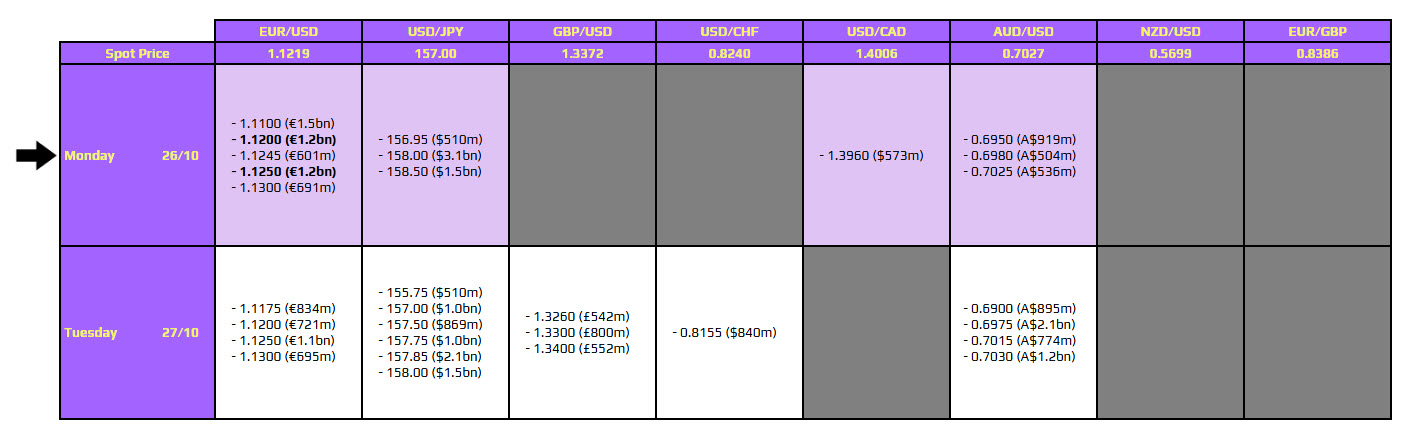 EUR/USD USD/JPY GBP/USD USD/CHF USD/CAD AUD/USD NZD/USD EUR/GBP
Spot Price 1.1219 157.00 1.3372 0.8240 1.4006 0.7027 0.5699 0.8386
Monday 26/10
- 1.1100 (€1.5bn)
- 1.1200 (€1.2bn)
- 1.1245 (€601m)
- 1.1250 (€1.2bn)
- 1.1300 (€691m)
- 156.95 ($510m)
- 158.00 ($3.1bn)
- 158.50 ($1.5bn)
- 1.3960 ($573m)
- 0.6950 (A$919m)
- 0.6980 (A$504m)
- 0.7025 (A$536m)
Tuesday 27/10
- 1.1175 (€834m)
- 1.1200 (€721m)
- 1.1250 (€1.1bn)
- 1.1300 (€695m)
- 155.75 ($510m)
- 157.00 ($1.0bn)
- 157.50 ($869m)
- 157.75 ($1.0bn)
- 157.85 ($2.1bn)
- 158.00 ($1.5bn)
- 1.3260 (£542m)
- 1.3300 (£800m)
- 1.3400 (£552m)
- 0.8155 ($840m)
- 0.6900 (A$895m)
- 0.6975 (A$2.1bn)
- 0.7015 (A$774m)
- 0.7030 (A$1.2bn)